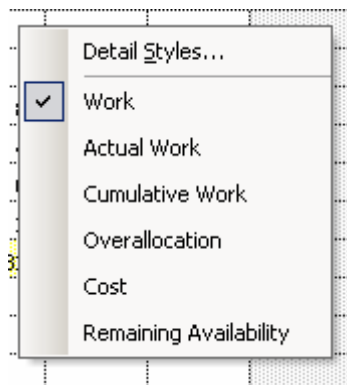 Detail Styles...
Work
Actual Work
Cumulative Work
Overallocation
Cost
Remaining Availability